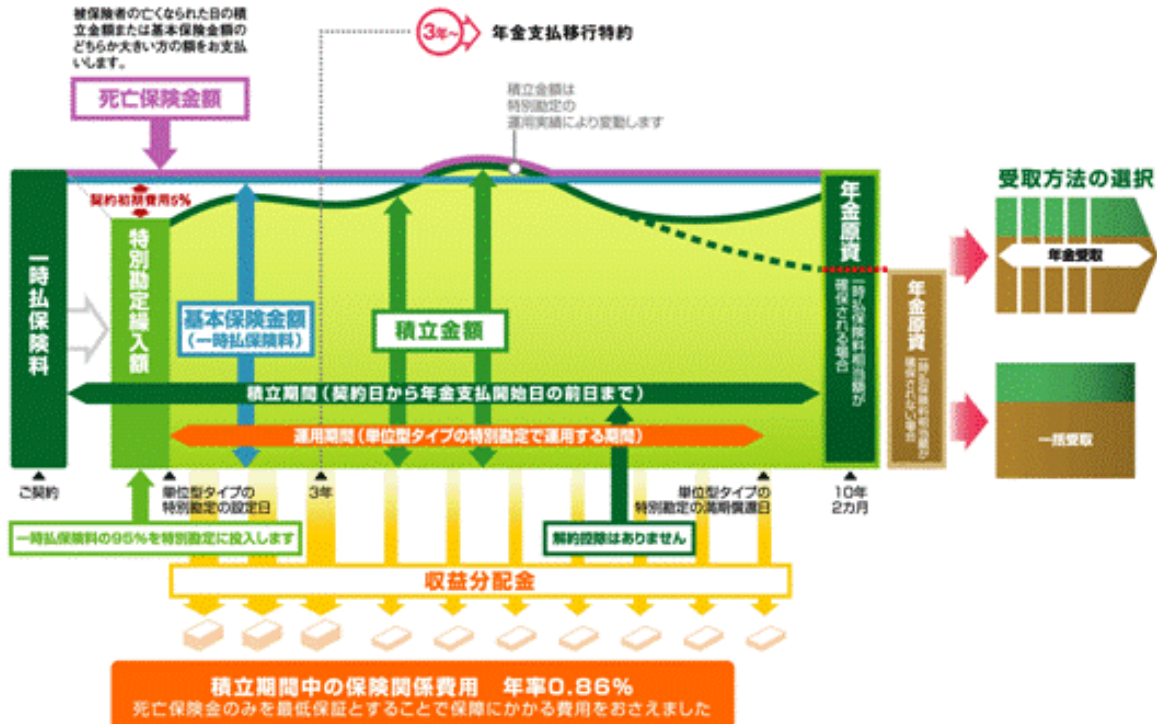 被保険者の亡くなられた日の積
立金額または基本保険金額の
どちらか大きい方の額をお支払
いします。
死亡保険金額
3年~
年金支払移行特約
積立金額は
特別勘定の
運用実績により変動します
契約初期費用5%
一時払保険料
特別勘定繰入額
基本保険金額
(一時払保険料)
積立金額
年金原資
一時払保険料相当額が
確保される場合
年金原資
一時払保険料相当額が
確保されない場合
受取方法の選択
年金受取
一括受取
積立期間(契約日から年金支払開始日の前日まで)
運用期間(単位型タイプの特別勘定で運用する期間)
ご契約
単位型タイプの
特別勘定の設定日
3年
単位型タイプの
特別勘定の満期償還日
10年
2カ月
一時払保険料の95%を特別勘定に投入します
解約控除はありません
収益分配金
積立期間中の保険関係費用 年率0.86%
死亡保険金のみを最低保証とすることで保障にかかる費用をおさえました